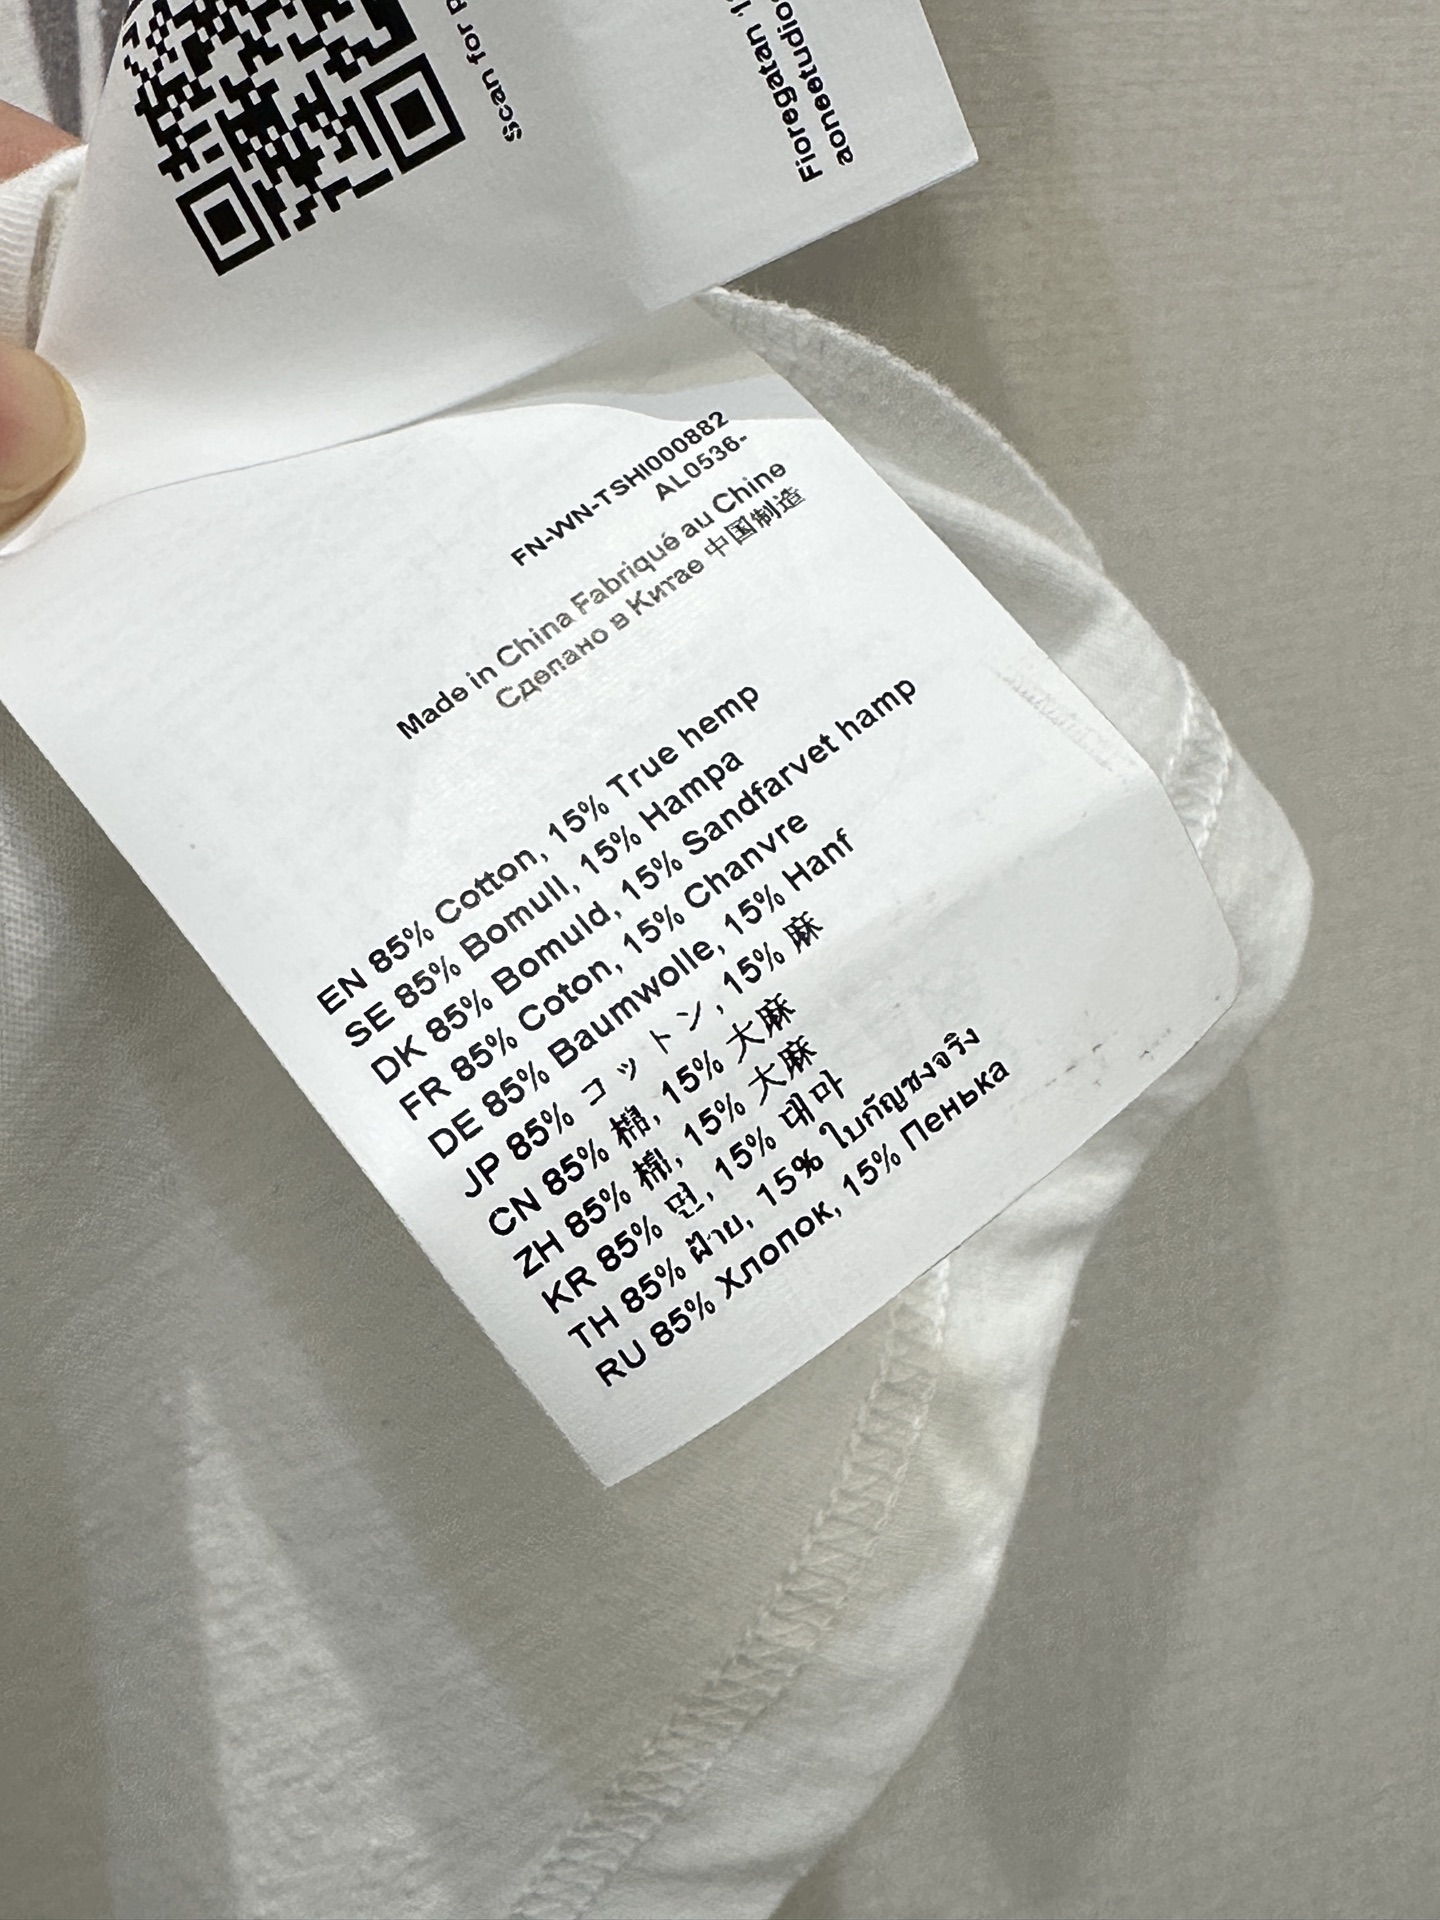 Scan for
Fioregatan
aoneetudio
FN-WN-TSHI000882
AL0536-
Made in China Fabriqué au Chine
Сделано в Китае 中国制造
EN 85% Cotton, 15% True hemp
SE 85% Bomull, 15% Hampa
DK 85% Bomuld, 15% Sandfarvet hamp
FR 85% Coton, 15% Chanvre
DE 85% Baumwolle, 15% Hanf
JP 85% コットン, 15% 麻
CN 85% 棉, 15% 大麻
ZH 85% 棉, 15% 大麻
KR 85% 면, 15% 대마
TH 85% ฝ้าย, 15% ใบกัญชงจริง
RU 85% Хлопок, 15% Пенька